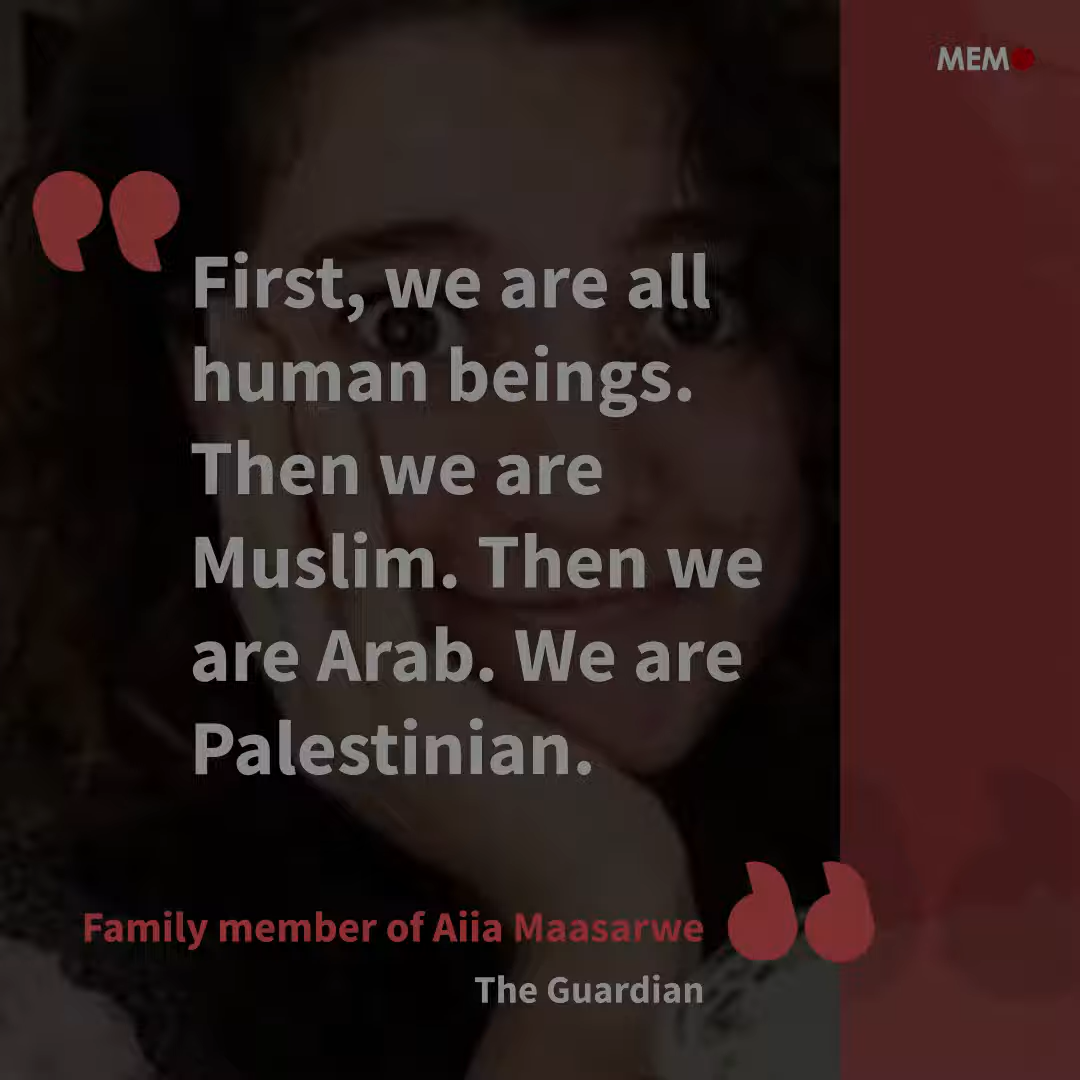 MEMO
First, we are all
human beings.
Then we are
Muslim. Then we
are Arab. We are
Palestinian.
Family member of Aiia Maasarwe
The Guardian